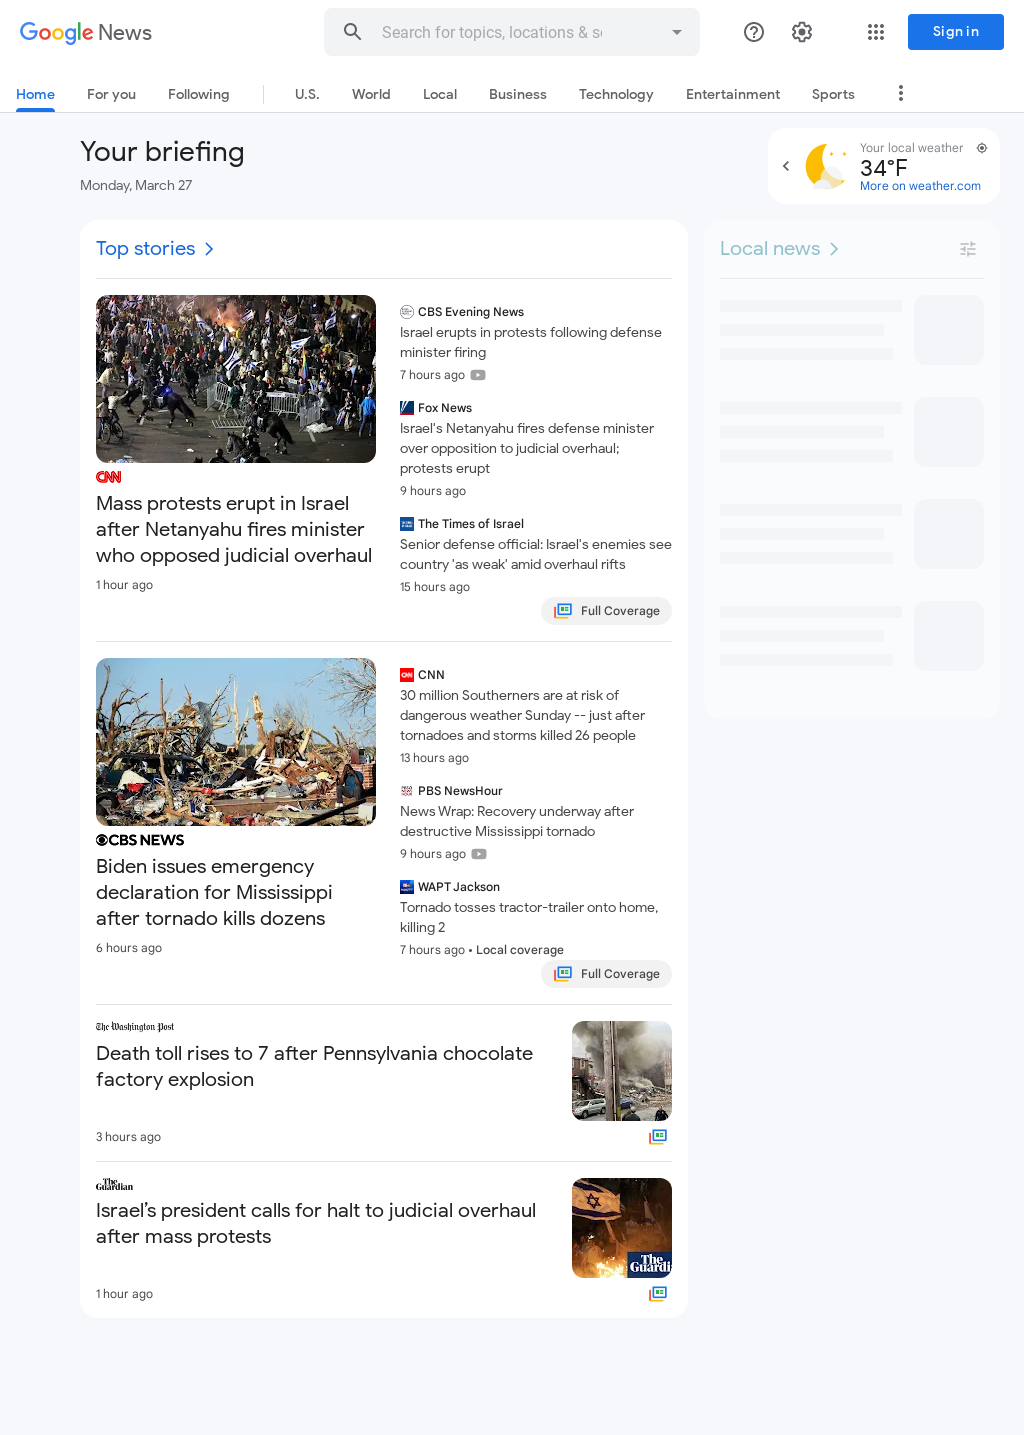 Google News
Search for topics, locations & so
Sign in
Home
For you
Following
U.S.
World
Local
Business
Technology
Entertainment
Sports
Your briefing
Monday, March 27
Your local weather
34°F
More on weather.com
Top stories
CNN
Mass protests erupt in Israel
after Netanyahu fires minister
who opposed judicial overhaul
1 hour ago
CBS Evening News
Israel erupts in protests following defense
minister firing
7 hours ago
Fox News
Israel's Netanyahu fires defense minister
over opposition to judicial overhaul;
protests erupt
9 hours ago
The Times of Israel
Senior defense official: Israel's enemies see
country 'as weak' amid overhaul rifts
15 hours ago
Full Coverage
CBS NEWS
Biden issues emergency
declaration for Mississippi
after tornado kills dozens
6 hours ago
CNN
30 million Southerners are at risk of
dangerous weather Sunday -- just after
tornadoes and storms killed 26 people
13 hours ago
PBS NewsHour
News Wrap: Recovery underway after
destructive Mississippi tornado
9 hours ago
WAPT Jackson
Tornado tosses tractor-trailer onto home,
killing 2
7 hours ago • Local coverage
Full Coverage
The Washington Post
Death toll rises to 7 after Pennsylvania chocolate
factory explosion
3 hours ago
The
Guardian
Israel’s president calls for halt to judicial overhaul
after mass protests
The
Guardi
1 hour ago
Local news